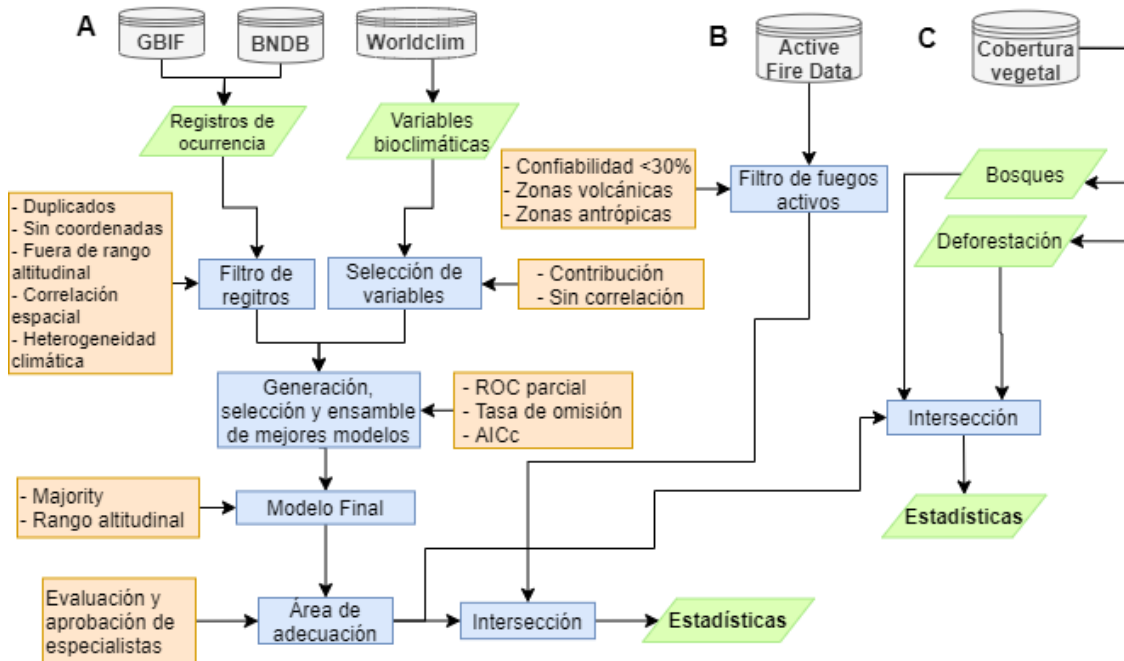 A
GBIF
BNDB
Worldclim
B
Active
Fire Data
C
Cobertura
vegetal
Registros de
ocurrencia
Variables
bioclimáticas
- Confiabilidad <30%
- Zonas volcánicas
- Zonas antrópicas
Filtro de fuegos
activos
Bosques
Deforestación
- Duplicados
- Sin coordenadas
- Fuera de rango
altitudinal
- Correlación
espacial
- Heterogeneidad
climática
Filtro de
regitros
Selección de
variables
- Contribución
- Sin correlación
Generación,
selección y ensamble
de mejores modelos
- ROC parcial
- Tasa de omisión
- AICc
Intersección
- Majority
- Rango altitudinal
Modelo Final
Estadísticas
Evaluación y
aprobación de
especialistas
Área de
adecuación
Intersección
Estadísticas